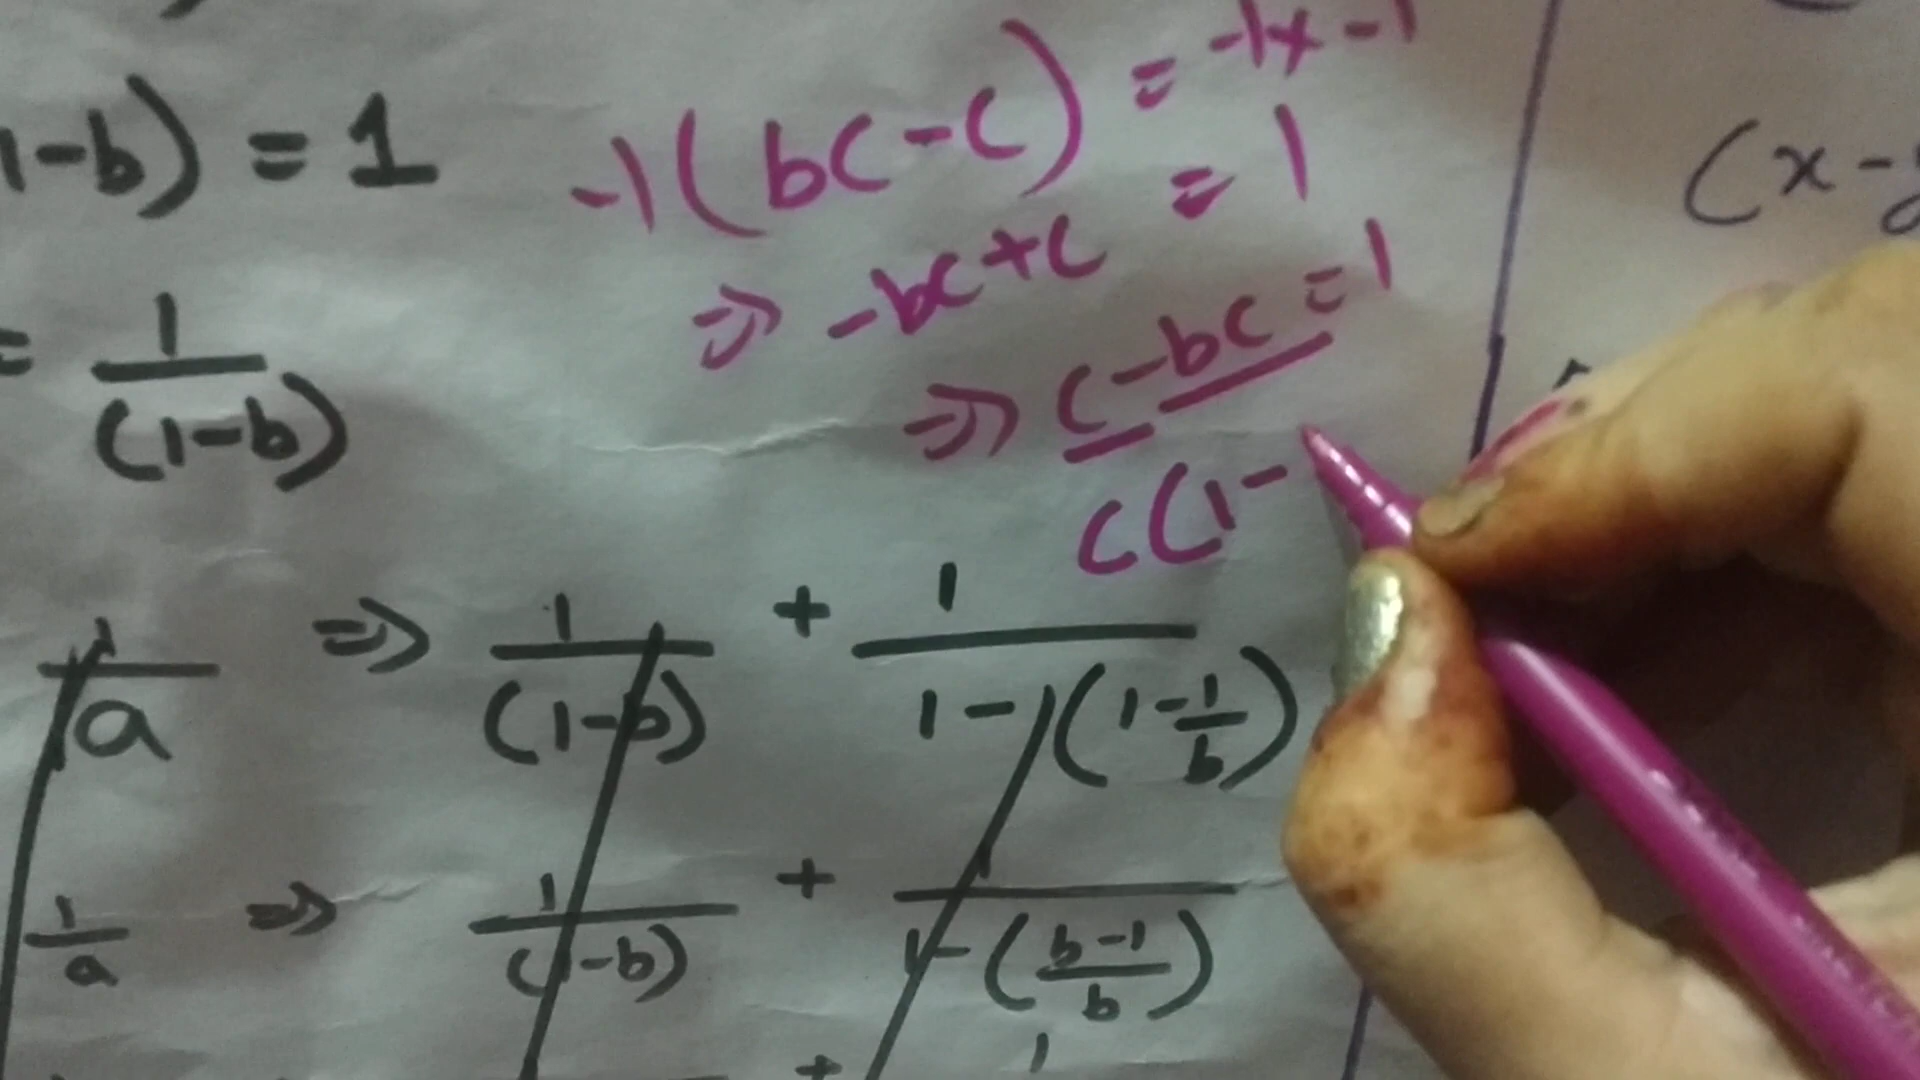 1-b) = 1
= 1/(1-b)
-1(bc-c) = -1x-1
= 1
⇒ -bc+c
⇒ c-bc = 1
c(1-
(x-y
1/a ⇒ 1/(1-b) + 1/1-(1-1/b)
1/a ⇒ 1/(1-b) + 1/1-(b-1/b)
+ 1